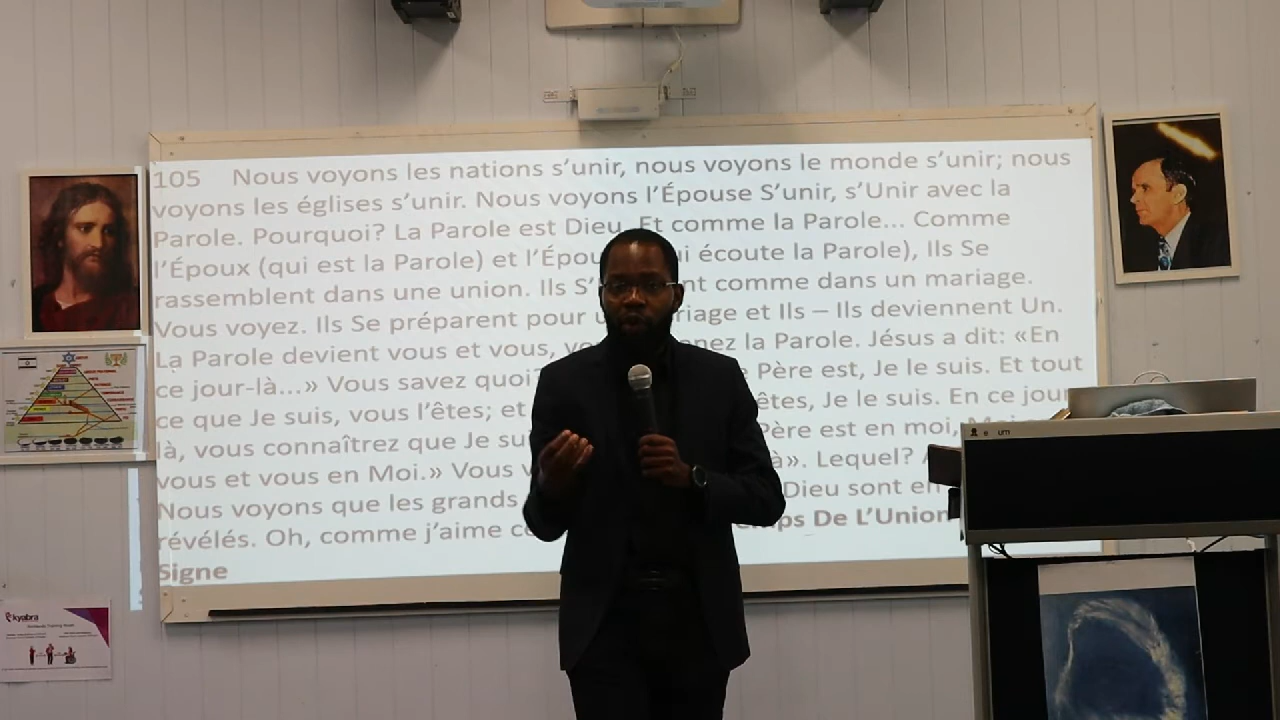 105 Nous voyons les nations s’unir, nous voyons le monde s’unir; nous
voyons les églises s’unir. Nous voyons l’Épouse S’unir, s’Unir avec la
Parole. Pourquoi? La Parole est Dieu. Et comme la Parole... Comme
l’Époux (qui est la Parole) et l’Épou ui écoute la Parole), Ils Se
rassemblent dans une union. Ils S’ nt comme dans un mariage.
Vous voyez. Ils Se préparent pour riage et Ils – Ils deviennent Un.
La Parole devient vous et vous, nez la Parole. Jésus a dit: «En
ce jour-là...» Vous savez quoi? Père est, Je le suis. Et tout
ce que Je suis, vous l’êtes; et êtes, Je le suis. En ce jour
là, vous connaîtrez que Je su Père est en moi,
vous et vous en Moi.» Vous à». Lequel?
Nous voyons que les grands Dieu sont en
révélés. Oh, comme j’aime De L’Union
Signe
kyabra